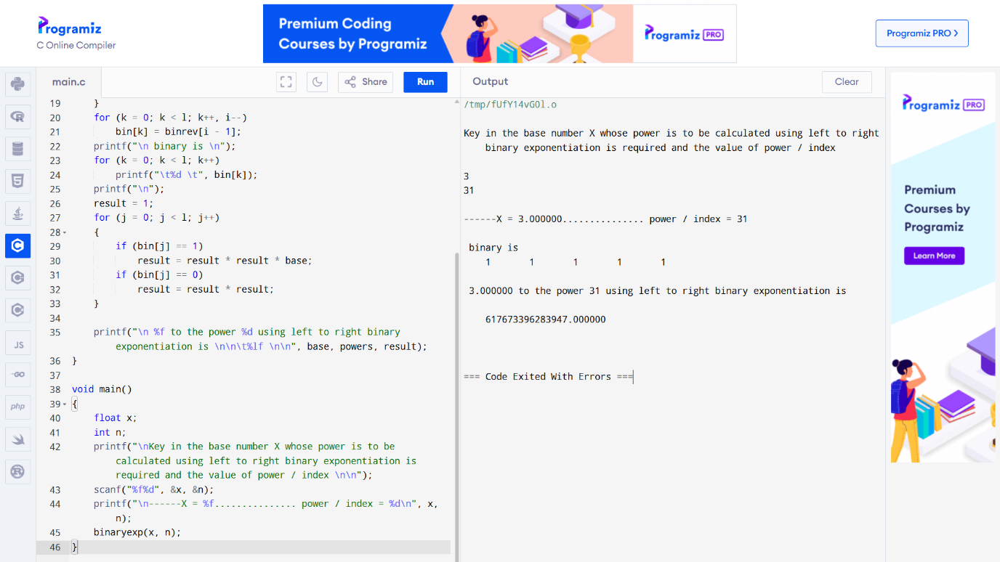 Programiz
C Online Compiler
Premium Coding
Courses by Programiz
Programiz PRO
Programiz PRO >
main.c
Share
Run
Output
Clear
19 }
20 for (k = 0; k < l; k++, i--)
21 bin[k] = binrev[i - 1];
22 printf("\n binary is \n");
23 for (k = 0; k < l; k++)
24 printf("\t%d \t", bin[k]);
25 printf("\n");
26 result = 1;
27 for (j = 0; j < l; j++)
28 {
29 if (bin[j] == 1)
30 result = result * result * base;
31 if (bin[j] == 0)
32 result = result * result;
33 }
34
35 printf("\n %f to the power %d using left to right binary
exponentiation is \n\n\t%lf \n\n", base, powers, result);
36 }
37
38 void main()
39 {
40 float x;
41 int n;
42 printf("\nKey in the base number X whose power is to be
calculated using left to right binary exponentiation is
required and the value of power / index \n\n");
43 scanf("%f%d", &x, &n);
44 printf("\n------X = %f............... power / index = %d\n", x,
n);
45 binaryexp(x, n);
46 }
/tmp/fUfY14vGOl.o
Key in the base number X whose power is to be calculated using left to right
binary exponentiation is required and the value of power / index
3
31
------X = 3.000000............... power / index = 31
binary is
1 1 1 1 1
3.000000 to the power 31 using left to right binary exponentiation is
617673396283947.000000
=== Code Exited With Errors ===
JS
GO
php
Programiz PRO
Premium
Courses by
Programiz
Learn More